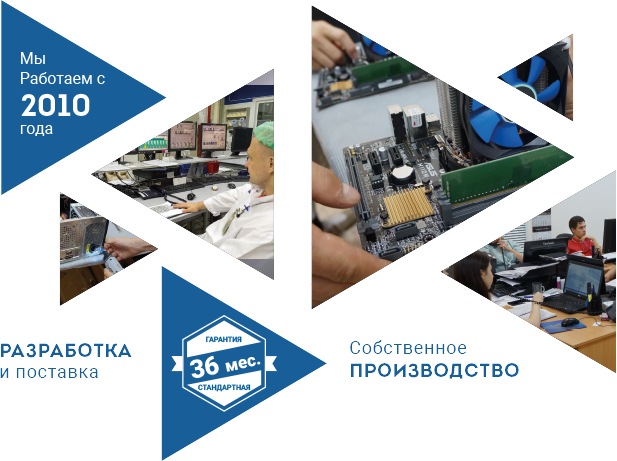 Мы
Работаем с
2010
года
РАЗРАБОТКА
и поставка
ГАРАНТИЯ
36 мес.
СТАНДАРТНАЯ
Собственное
ПРОИЗВОДСТВО